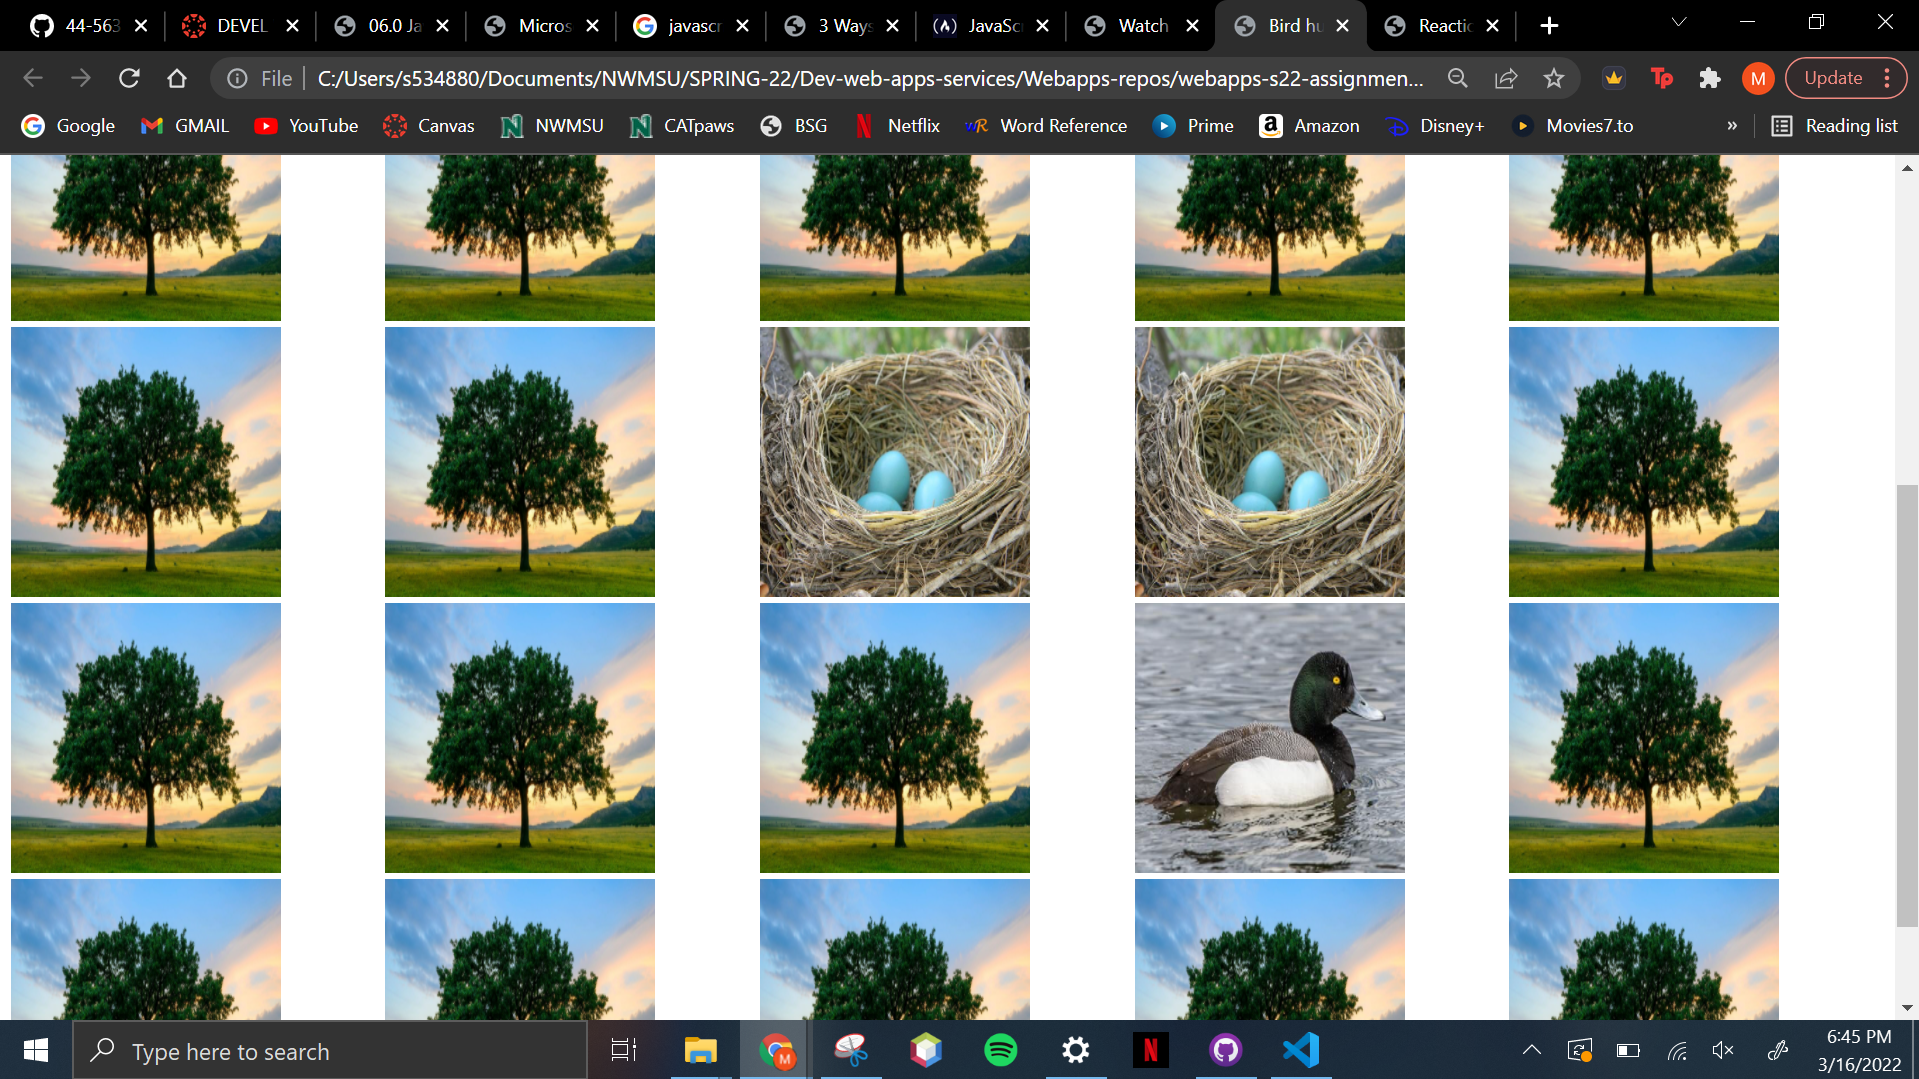 44-563 DEVEL 06.0 Ja Micros javascr 3 Ways JavaSc Watch Bird hu Reactio
File C:/Users/s534880/Documents/NWMSU/SPRING-22/Dev-web-apps-services/Webapps-repos/webapps-s22-assignmen... Tp M Update
Google GMAIL YouTube Canvas NWMSU CATpaws BSG Netflix WR Word Reference Prime Amazon Disney+ Movies7.to » Reading list
Type here to search
6:45 PM
3/16/2022